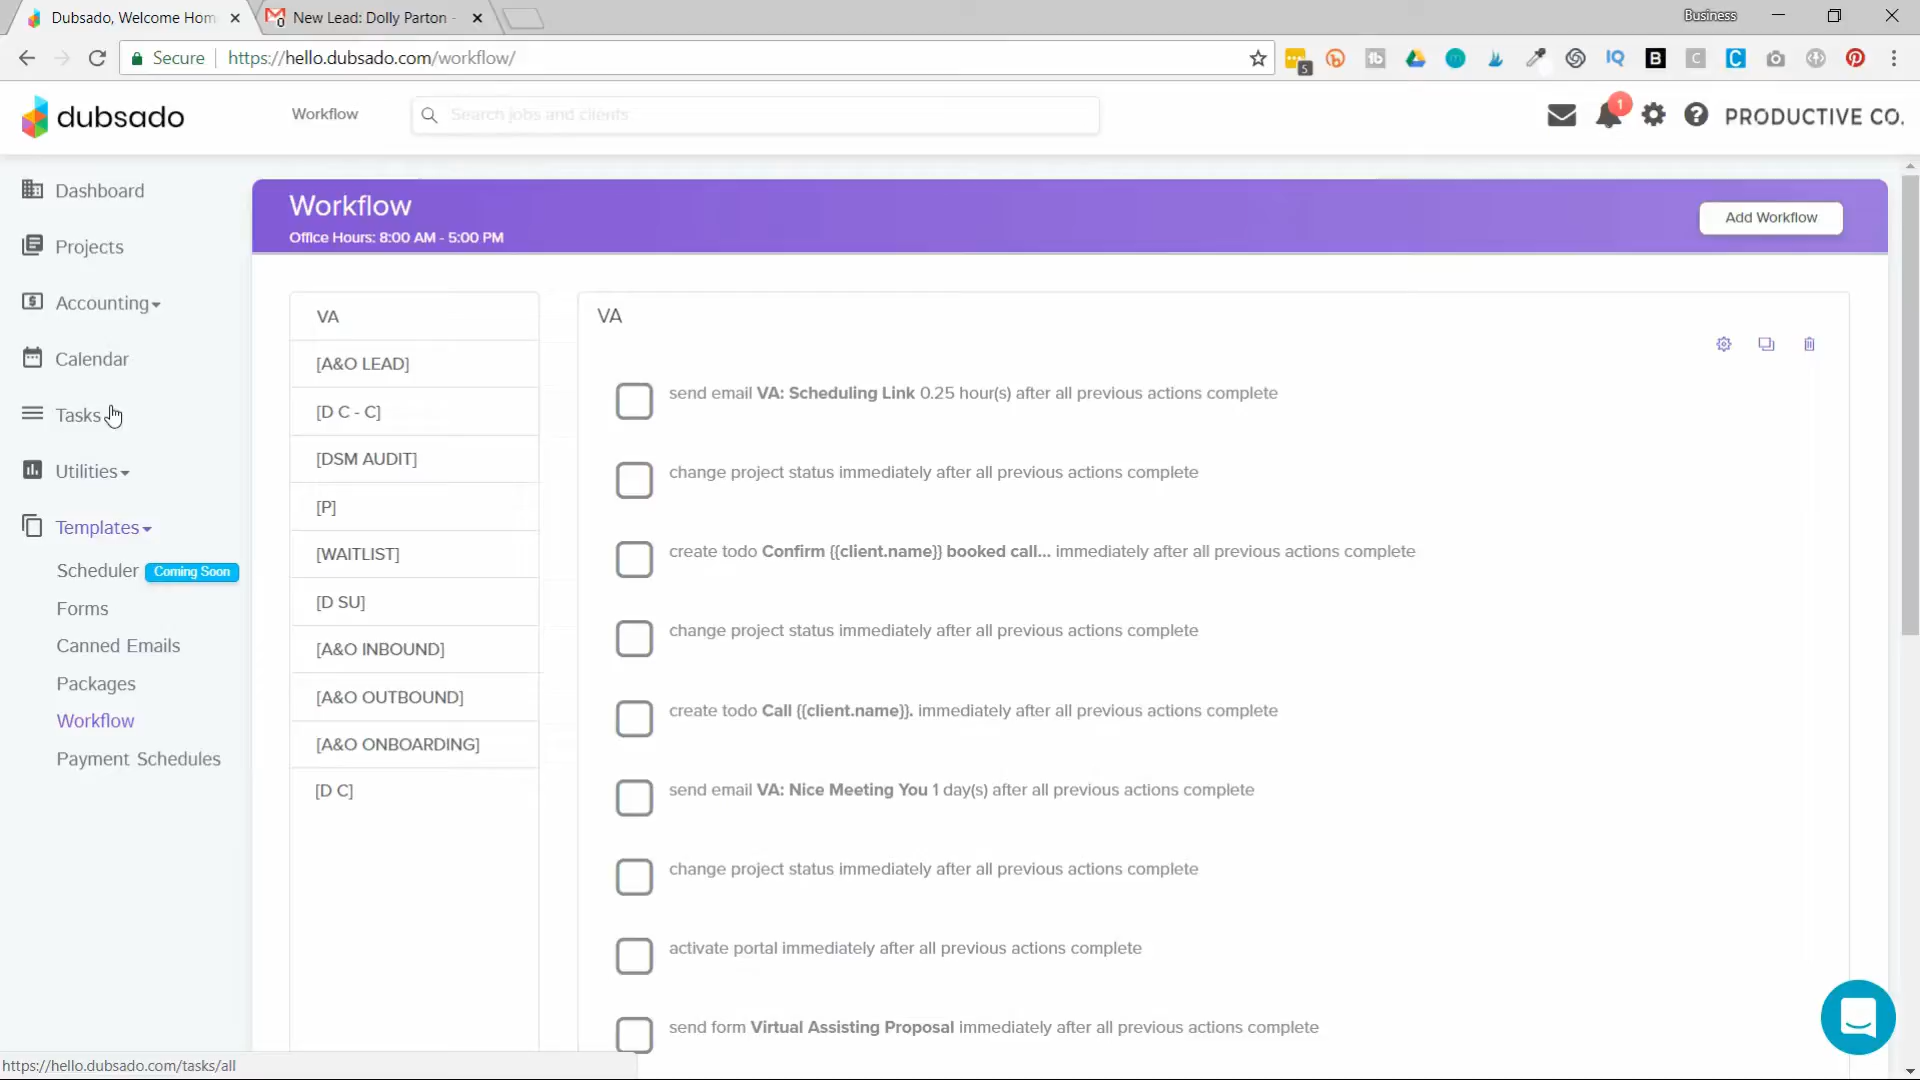 Dubsado, Welcome Hom
New Lead: Dolly Parton -
Business
Secure
https://hello.dubsado.com/workflow/
5
dubsado
Workflow
Search jobs and clients
1
PRODUCTIVE CO.
Dashboard
Projects
Accounting
Calendar
Tasks
Utilities
Templates
Scheduler Coming Soon
Forms
Canned Emails
Packages
Workflow
Payment Schedules
Workflow
Office Hours: 8:00 AM - 5:00 PM
Add Workflow
VA
[A&O LEAD]
[D C - C]
[DSM AUDIT]
[P]
[WAITLIST]
[D SU]
[A&O INBOUND]
[A&O OUTBOUND]
[A&O ONBOARDING]
[D C]
VA
send email VA: Scheduling Link 0.25 hour(s) after all previous actions complete
change project status immediately after all previous actions complete
create todo Confirm {{client.name}} booked call... immediately after all previous actions complete
change project status immediately after all previous actions complete
create todo Call {{client.name}}. immediately after all previous actions complete
send email VA: Nice Meeting You 1 day(s) after all previous actions complete
change project status immediately after all previous actions complete
activate portal immediately after all previous actions complete
send form Virtual Assisting Proposal immediately after all previous actions complete
https://hello.dubsado.com/tasks/all